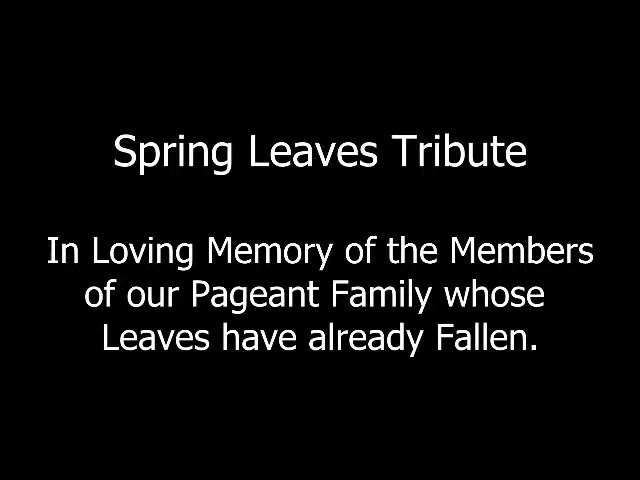 Spring Leaves Tribute
In Loving Memory of the Members
of our Pageant Family whose
Leaves have already Fallen.